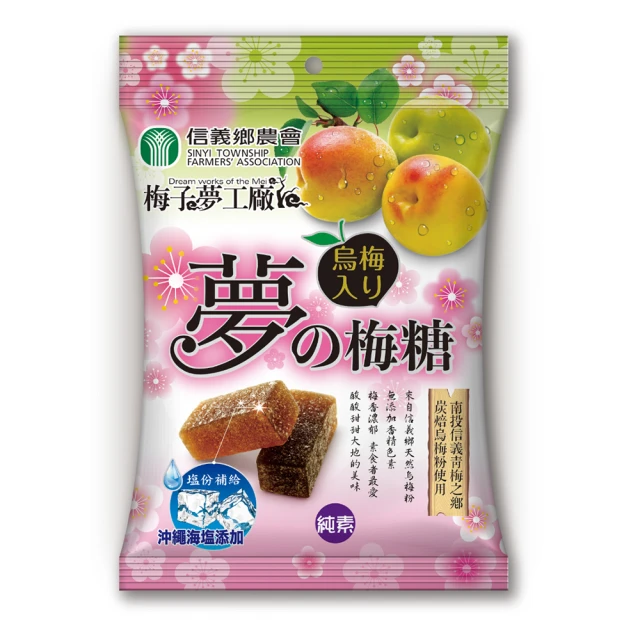 信義鄉農會
SINYI TOWNSHIP
FARMERS' ASSOCIATION
Dream works of the Mei
梅子夢工廠
烏梅
入り
夢の梅糖
來自信義鄉天然烏梅粉
無添加香精色素
梅香濃郁 素食者最愛
酸酸甜甜大地的美味
南投信義青梅之鄉
炭焙烏梅粉使用
塩份補給
沖繩海塩添加
純素